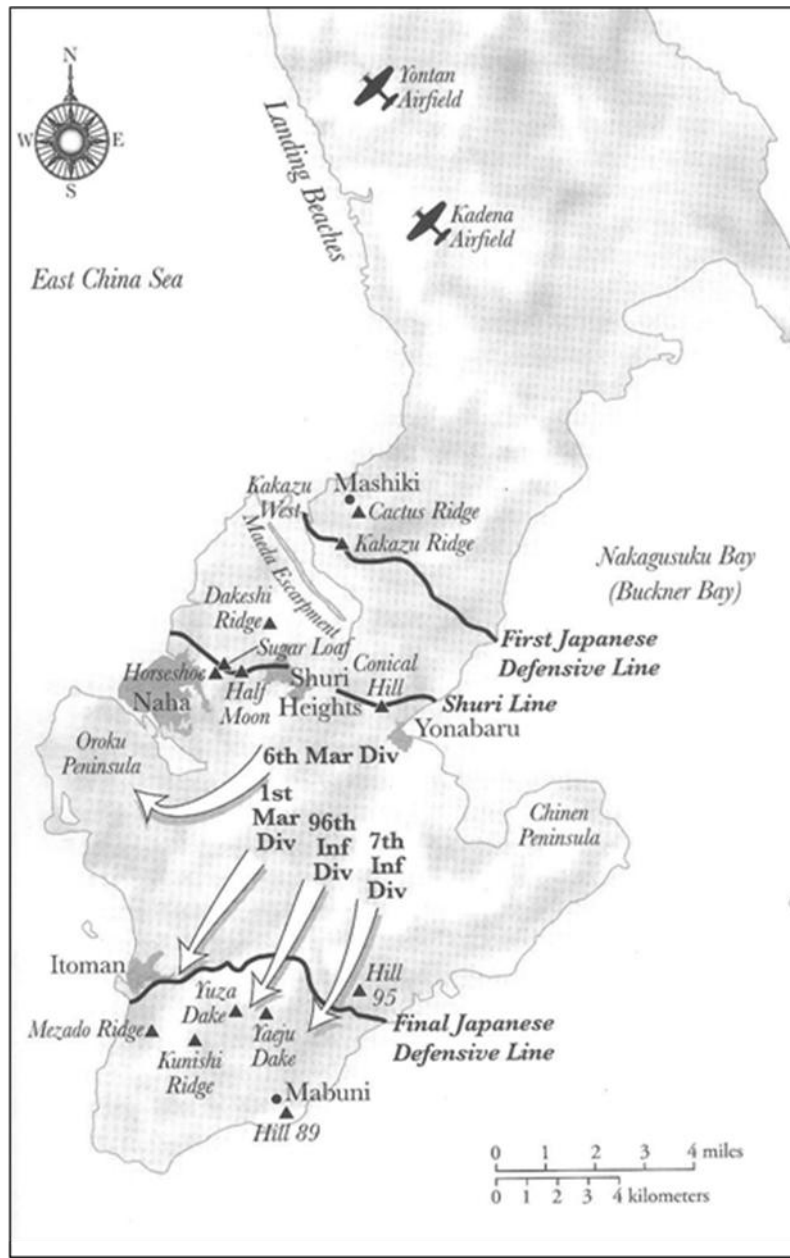 N
W
E
S
Yontan
Airfield
Landing Beaches
Kadena
Airfield
East China Sea
Kakazu
West
Mashiki
Cactus Ridge
Kakazu Ridge
Maeda Escarpment
Nakagusuku Bay
(Buckner Bay)
Dakeshi
Ridge
First Japanese
Defensive Line
Sugar Loaf
Horseshoe
Naha
Half
Moon
Shuri
Heights
Conical
Hill
Shuri Line
Yonabaru
Oroku
Peninsula
6th Mar Div
1st
Mar
Div
96th
Inf
Div
7th
Inf
Div
Chinen
Peninsula
Itoman
Yuza
Dake
Hill
95
Mezado Ridge
Kunishi
Ridge
Yaeju
Dake
Final Japanese
Defensive Line
Mabuni
Hill 89
0 1 2 3 4 miles
0 1 2 3 4 kilometers